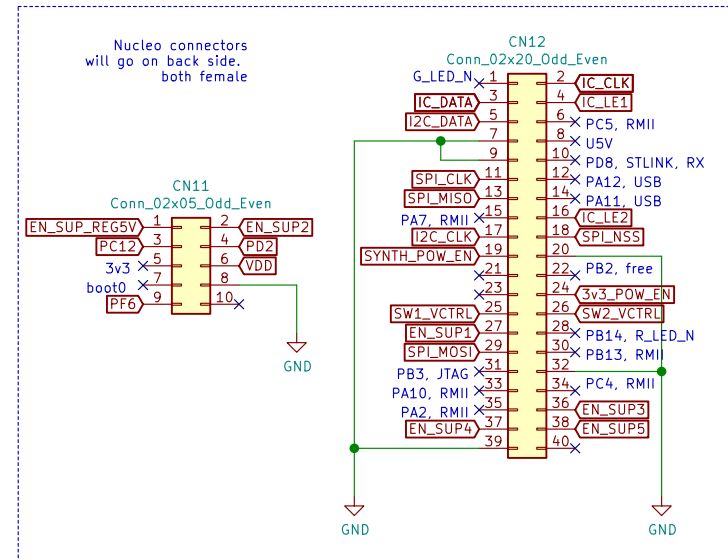 Nucleo connectors
will go on back side.
both female
CN11
Conn_02x05_Odd_Even
EN_SUP_REG5V 1 2 EN_SUP2
PC12 3 4 PD2
3v3 5 6 VDD
boot0 7 8
PF6 9 10
GND
CN12
Conn_02x20_Odd_Even
G_LED_N 1 2 IC_CLK
IC_DATA 3 4 IC_LE1
I2C_DATA 5 6 PC5, RMII
7 8 U5V
9 10 PD8, STLINK, RX
SPI_CLK 11 12 PA12, USB
SPI_MISO 13 14 PA11, USB
PA7, RMII 15 16 IC_LE2
I2C_CLK 17 18 SPI_NSS
SYNTH_POW_EN 19 20
21 22 PB2, free
23 24 3v3_POW_EN
SW1_VCTRL 25 26 SW2_VCTRL
EN_SUP1 27 28 PB14, R_LED_N
SPI_MOSI 29 30 PB13, RMII
PB3, JTAG 31 32
PA10, RMII 33 34 PC4, RMII
PA2, RMII 35 36 EN_SUP3
EN_SUP4 37 38 EN_SUP5
39 40
GND GND